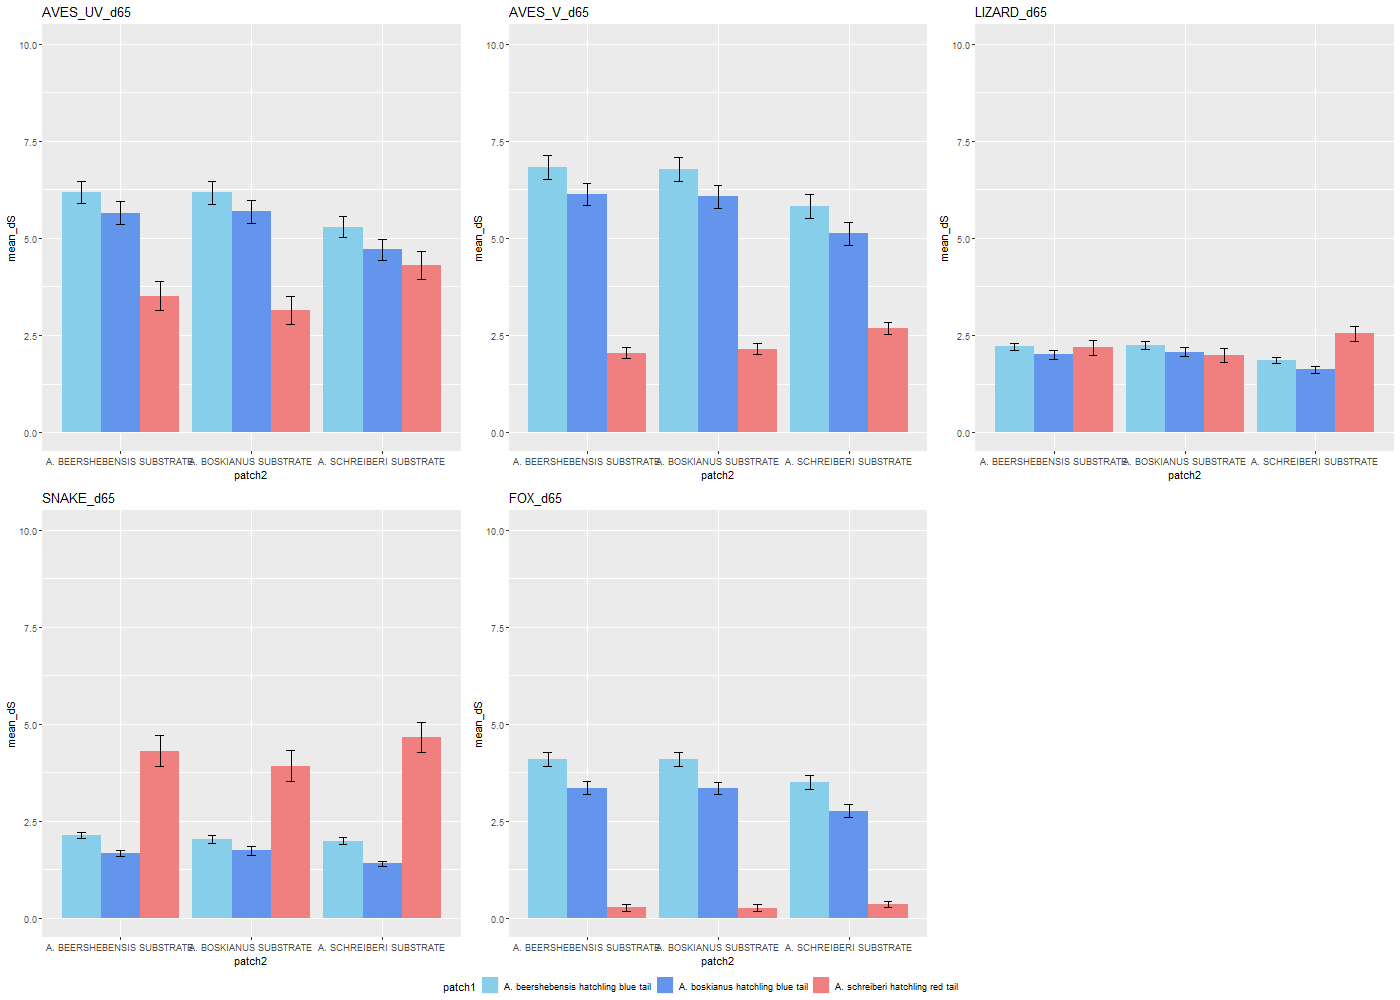 AVES_UV_d65
AVES_V_d65
LIZARD_d65
10.0
7.5
5.0
2.5
0.0
mean_dS
A. BEERSHEBENSIS SUBSTRATE
A. BOSKIANUS SUBSTRATE
A. SCHREIBERI SUBSTRATE
patch2
10.0
7.5
5.0
2.5
0.0
mean_dS
A. BEERSHEBENSIS SUBSTRATE
A. BOSKIANUS SUBSTRATE
A. SCHREIBERI SUBSTRATE
patch2
10.0
7.5
5.0
2.5
0.0
mean_dS
A. BEERSHEBENSIS SUBSTRATE
A. BOSKIANUS SUBSTRATE
A. SCHREIBERI SUBSTRATE
patch2
SNAKE_d65
FOX_d65
10.0
7.5
5.0
2.5
0.0
mean_dS
A. BEERSHEBENSIS SUBSTRATE
A. BOSKIANUS SUBSTRATE
A. SCHREIBERI SUBSTRATE
patch2
10.0
7.5
5.0
2.5
0.0
mean_dS
A. BEERSHEBENSIS SUBSTRATE
A. BOSKIANUS SUBSTRATE
A. SCHREIBERI SUBSTRATE
patch2
patch1
A. beershebensis hatchling blue tail
A. boskianus hatchling blue tail
A. schreiberi hatchling red tail